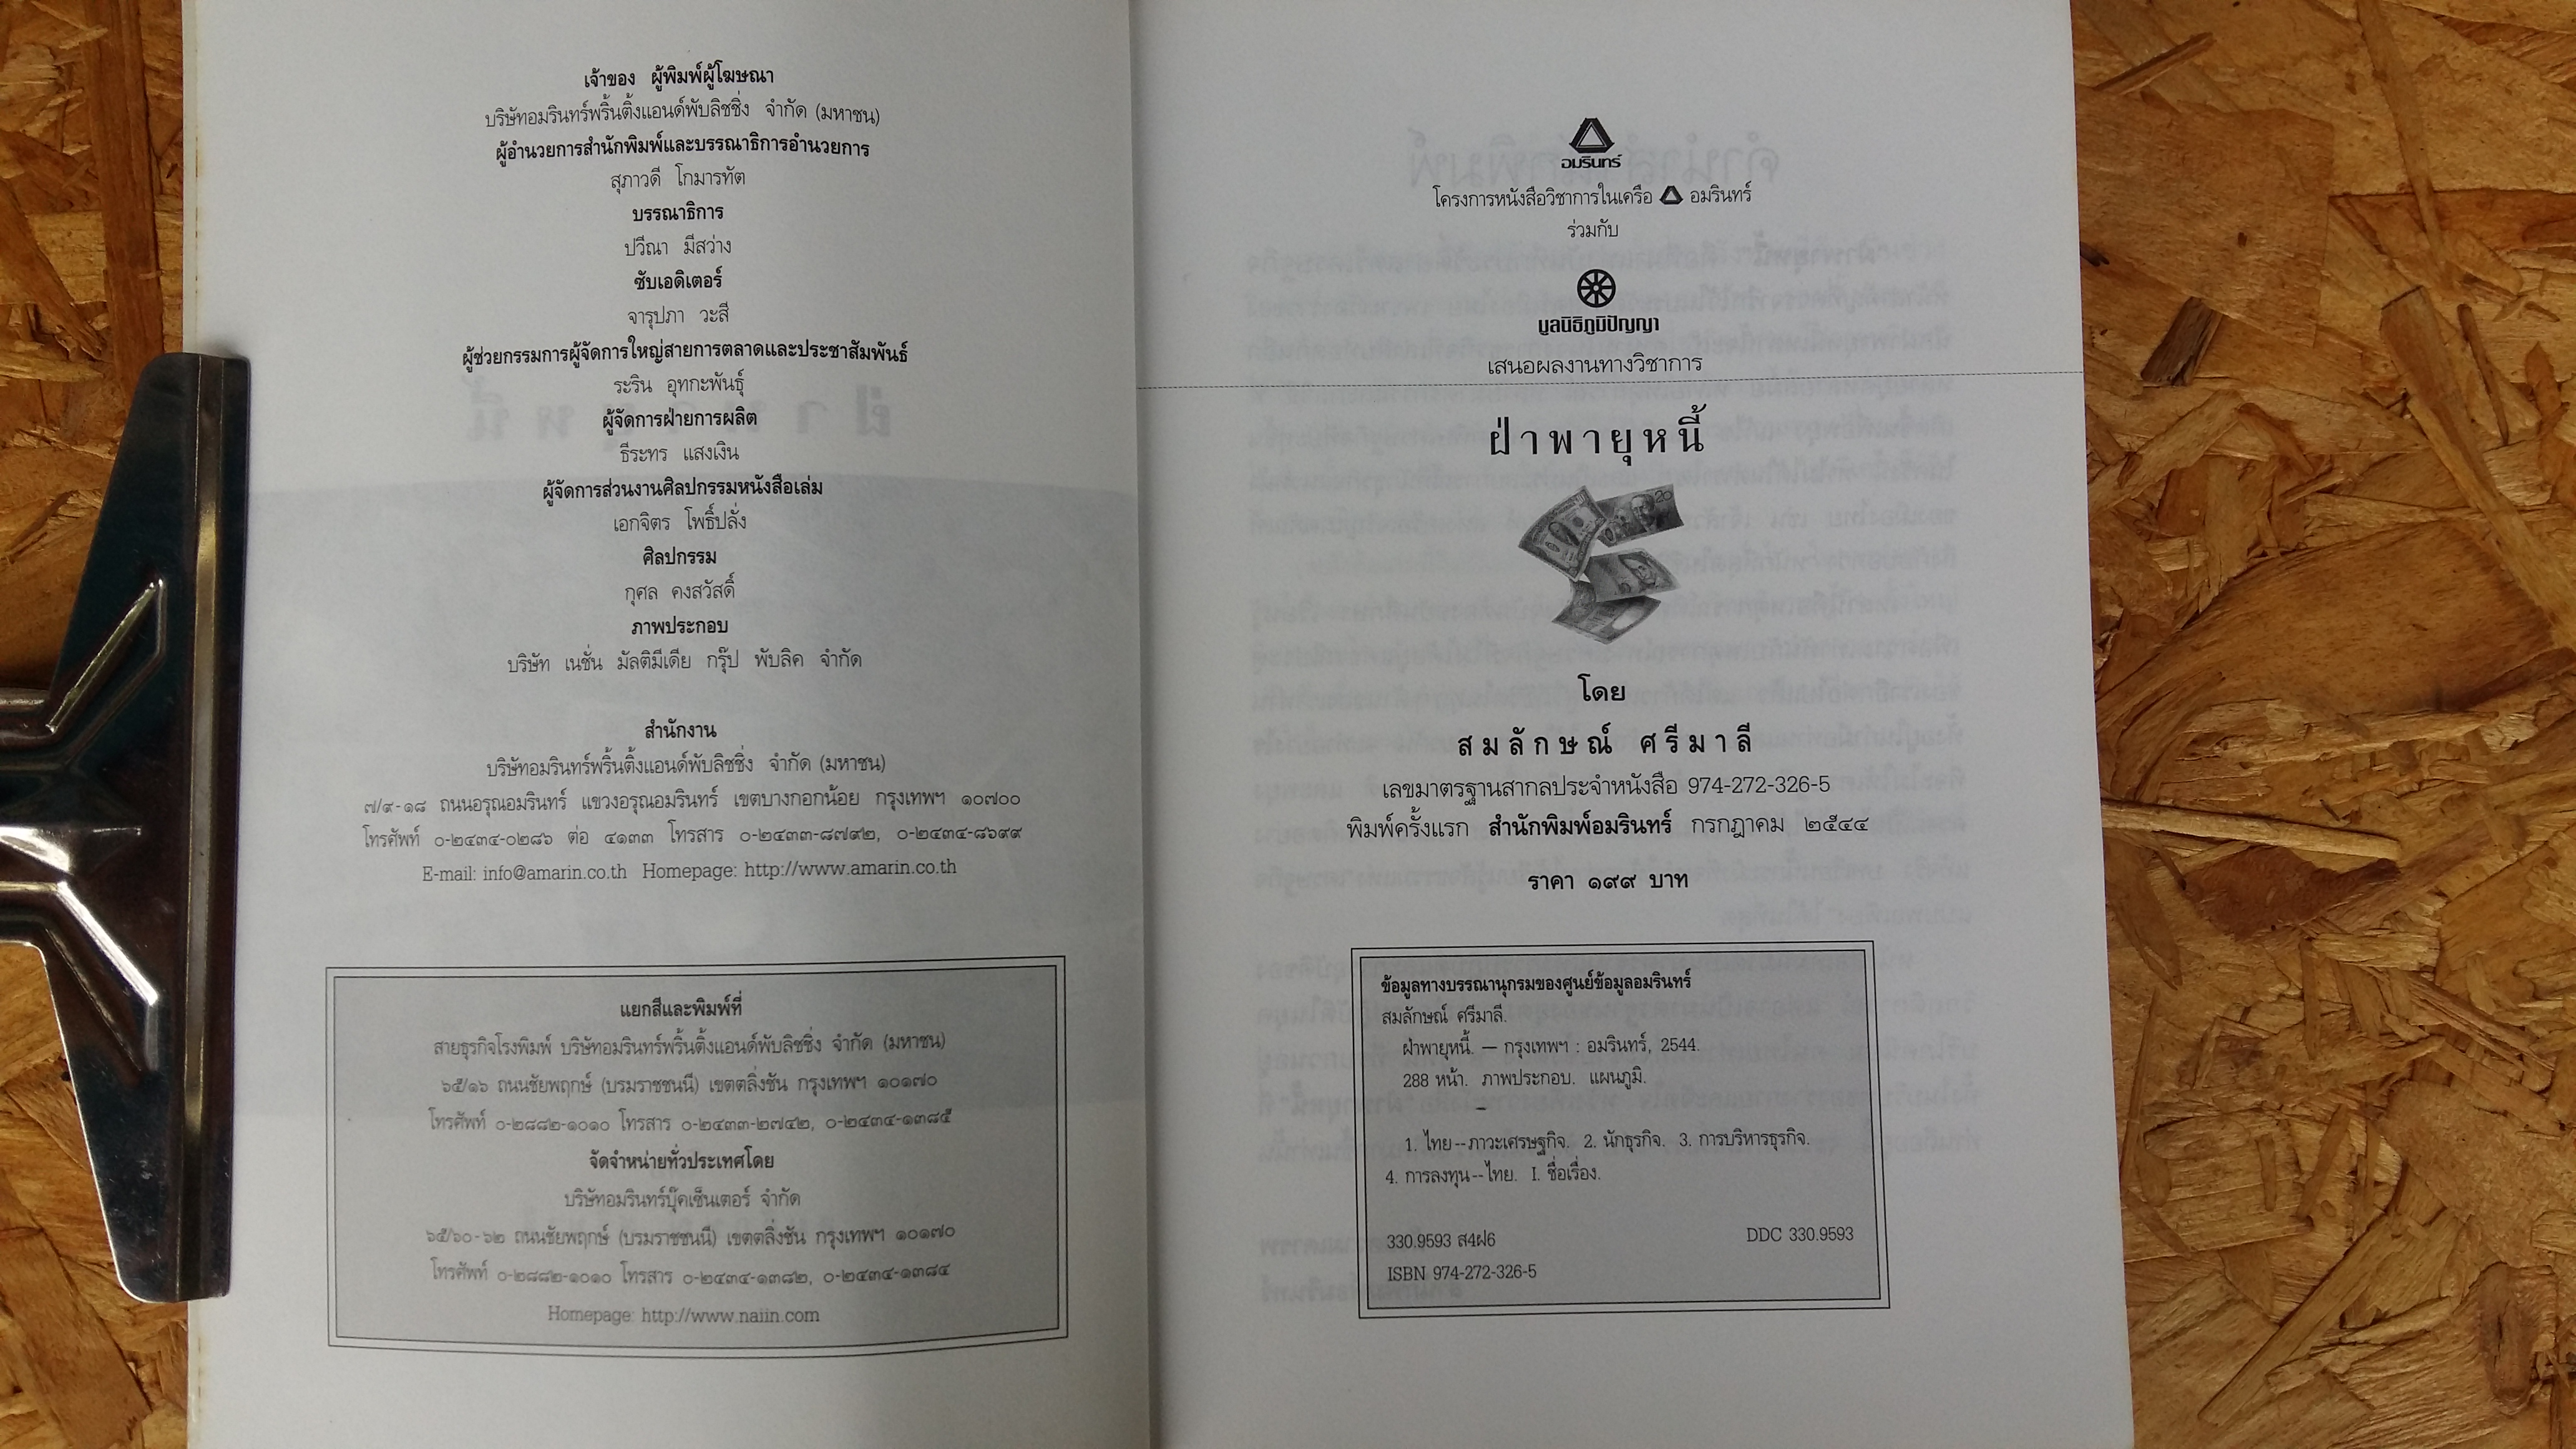 เจ้าของ ผู้พิมพ์ผู้โฆษณา
บริษัทอมรินทร์พริ้นติ้งแอนด์พับลิชชิ่ง จำกัด (มหาชน)
ผู้อำนวยการสำนักพิมพ์และบรรณาธิการอำนวยการ
สุภาวดี โกมารทัต
บรรณาธิการ
ปวีณา มีสว่าง
ซับเอดิเตอร์
จารุปภา วะสี
ผู้ช่วยกรรมการผู้จัดการใหญ่สายการตลาดและประชาสัมพันธ์
ระริน อุทกะพันธุ์
ผู้จัดการฝ่ายการผลิต
ธีระทร แสงเงิน
ผู้จัดการส่วนงานศิลปกรรมหนังสือเล่ม
เอกจิตร โพธิ์ปลั่ง
ศิลปกรรม
กุศล คงสวัสดิ์
ภาพประกอบ
บริษัท เนชั่น มัลติมีเดีย กรุ๊ป พับลิค จำกัด
สำนักงาน
บริษัทอมรินทร์พริ้นติ้งแอนด์พับลิชชิ่ง จำกัด (มหาชน)
๗/๙-๑๘ ถนนอรุณอมรินทร์ แขวงอรุณอมรินทร์ เขตบางกอกน้อย กรุงเทพฯ ๑๐๗๐๐
โทรศัพท์ ๐-๒๔๓๔-๐๒๘๖ ต่อ ๔๑๓๓ โทรสาร ๐-๒๔๓๓-๘๗๙๒, ๐-๒๔๓๔-๘๖๙๙
E-mail: info@amarin.co.th Homepage: http://www.amarin.co.th
แยกสีและพิมพ์ที่
สายธุรกิจโรงพิมพ์ บริษัทอมรินทร์พริ้นติ้งแอนด์พับลิชชิ่ง จำกัด (มหาชน)
๖๕/๑๖ ถนนชัยพฤกษ์ (บรมราชชนนี) เขตตลิ่งชัน กรุงเทพฯ ๑๐๑๗๐
โทรศัพท์ ๐-๒๘๘๒-๑๐๑๐ โทรสาร ๐-๒๔๓๓-๒๗๔๒, ๐-๒๔๓๔-๑๓๘๕
จัดจำหน่ายทั่วประเทศโดย
บริษัทอมรินทร์บุ๊คเซ็นเตอร์ จำกัด
๖๕/๖๐-๖๒ ถนนชัยพฤกษ์ (บรมราชชนนี) เขตตลิ่งชัน กรุงเทพฯ ๑๐๑๗๐
โทรศัพท์ ๐-๒๘๘๒-๑๐๑๐ โทรสาร ๐-๒๔๓๔-๑๓๘๒, ๐-๒๔๓๔-๑๓๘๔
Homepage: http://www.naiin.com
อมรินทร์
โครงการหนังสือวิชาการในเครือ อมรินทร์
ร่วมกับ
มูลนิธิภูมิปัญญา
เสนอผลงานทางวิชาการ
ฝ่าพายุหนี้
20
โดย
สมลักษณ์ ศรีมาลี
เลขมาตรฐานสากลประจำหนังสือ 974-272-326-5
พิมพ์ครั้งแรก สำนักพิมพ์อมรินทร์ กรกฎาคม ๒๕๔๔
ราคา ๑๙๙ บาท
ข้อมูลทางบรรณานุกรมของศูนย์ข้อมูลอมรินทร์
สมลักษณ์ ศรีมาลี.
ฝ่าพายุหนี้. — กรุงเทพฯ : อมรินทร์, 2544.
288 หน้า. ภาพประกอบ. แผนภูมิ.
1. ไทย--ภาวะเศรษฐกิจ. 2. นักธุรกิจ. 3. การบริหารธุรกิจ.
4. การลงทุน--ไทย. I. ชื่อเรื่อง.
330.9593 ส4ฝ6 DDC 330.9593
ISBN 974-272-326-5